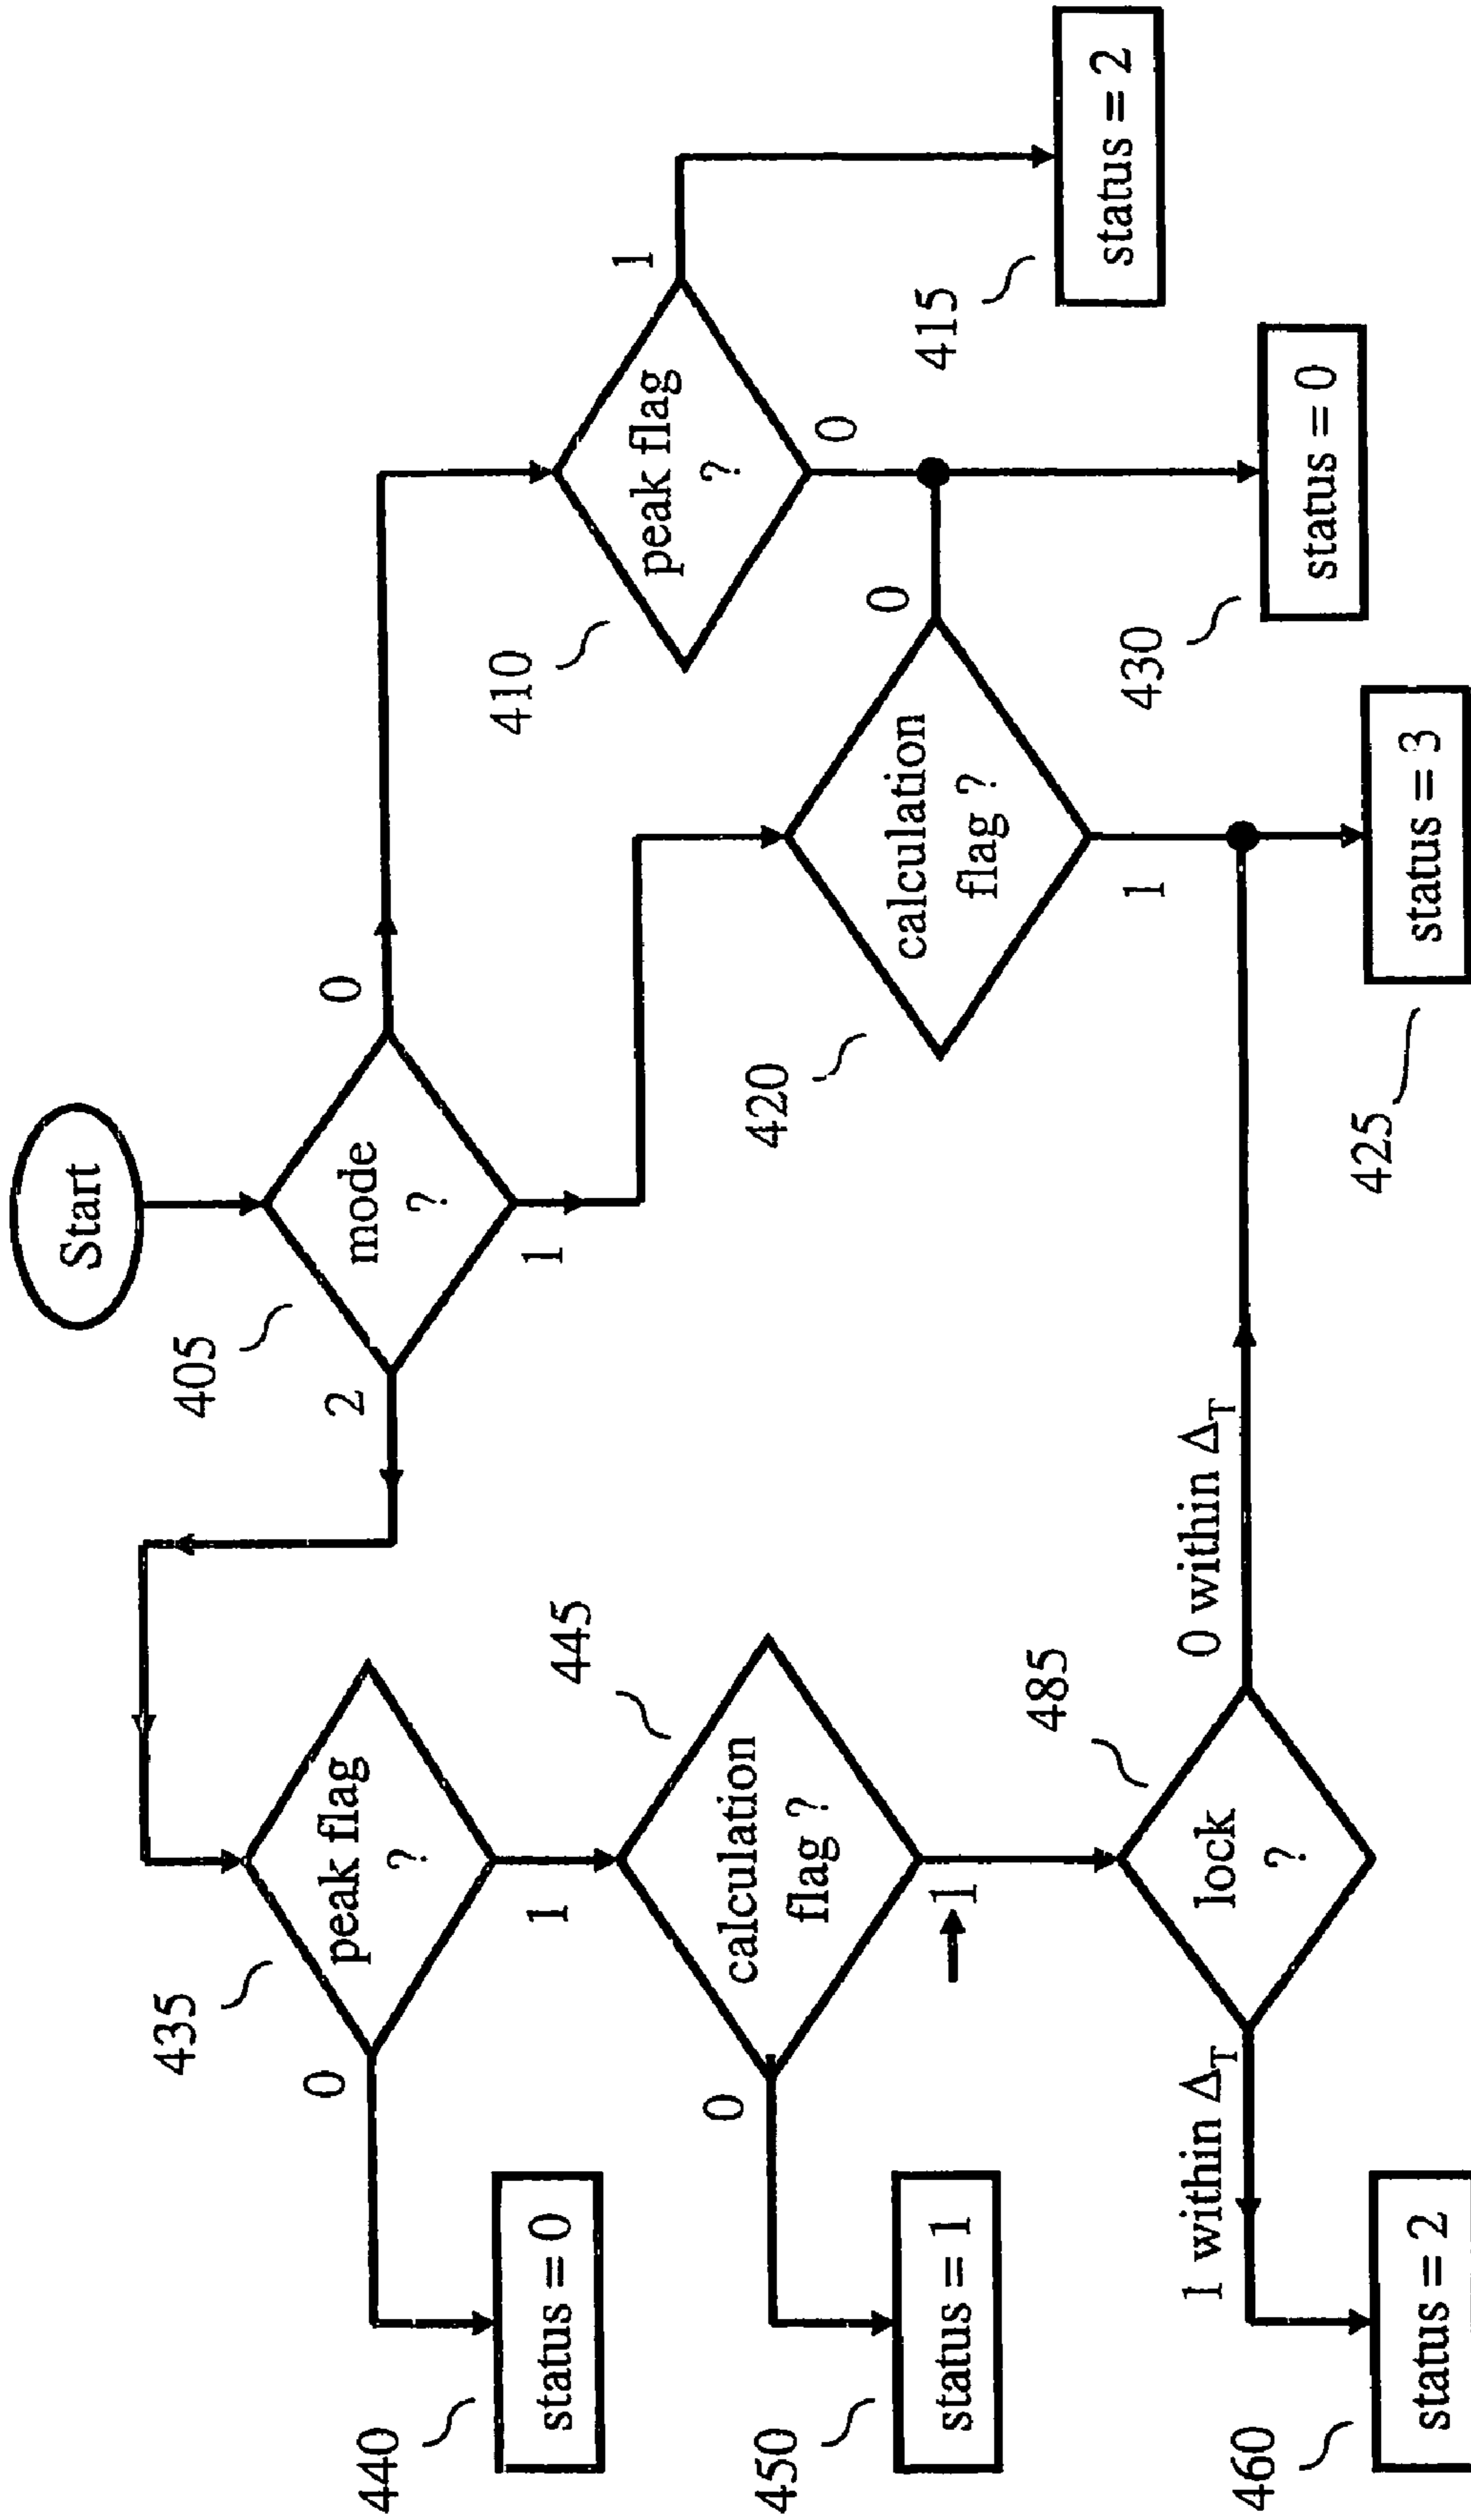 Start
405
mode
?
2
0
1
435
peak flag
?
0
1
440
status = 0
445
calculation
flag ?
0
1
450
status = 1
485
lock
?
1 within ΔT
0 within ΔT
460
status = 2
410
peak flag
?
1
0
415
status = 2
420
calculation
flag ?
0
1
430
status = 0
425
status = 3